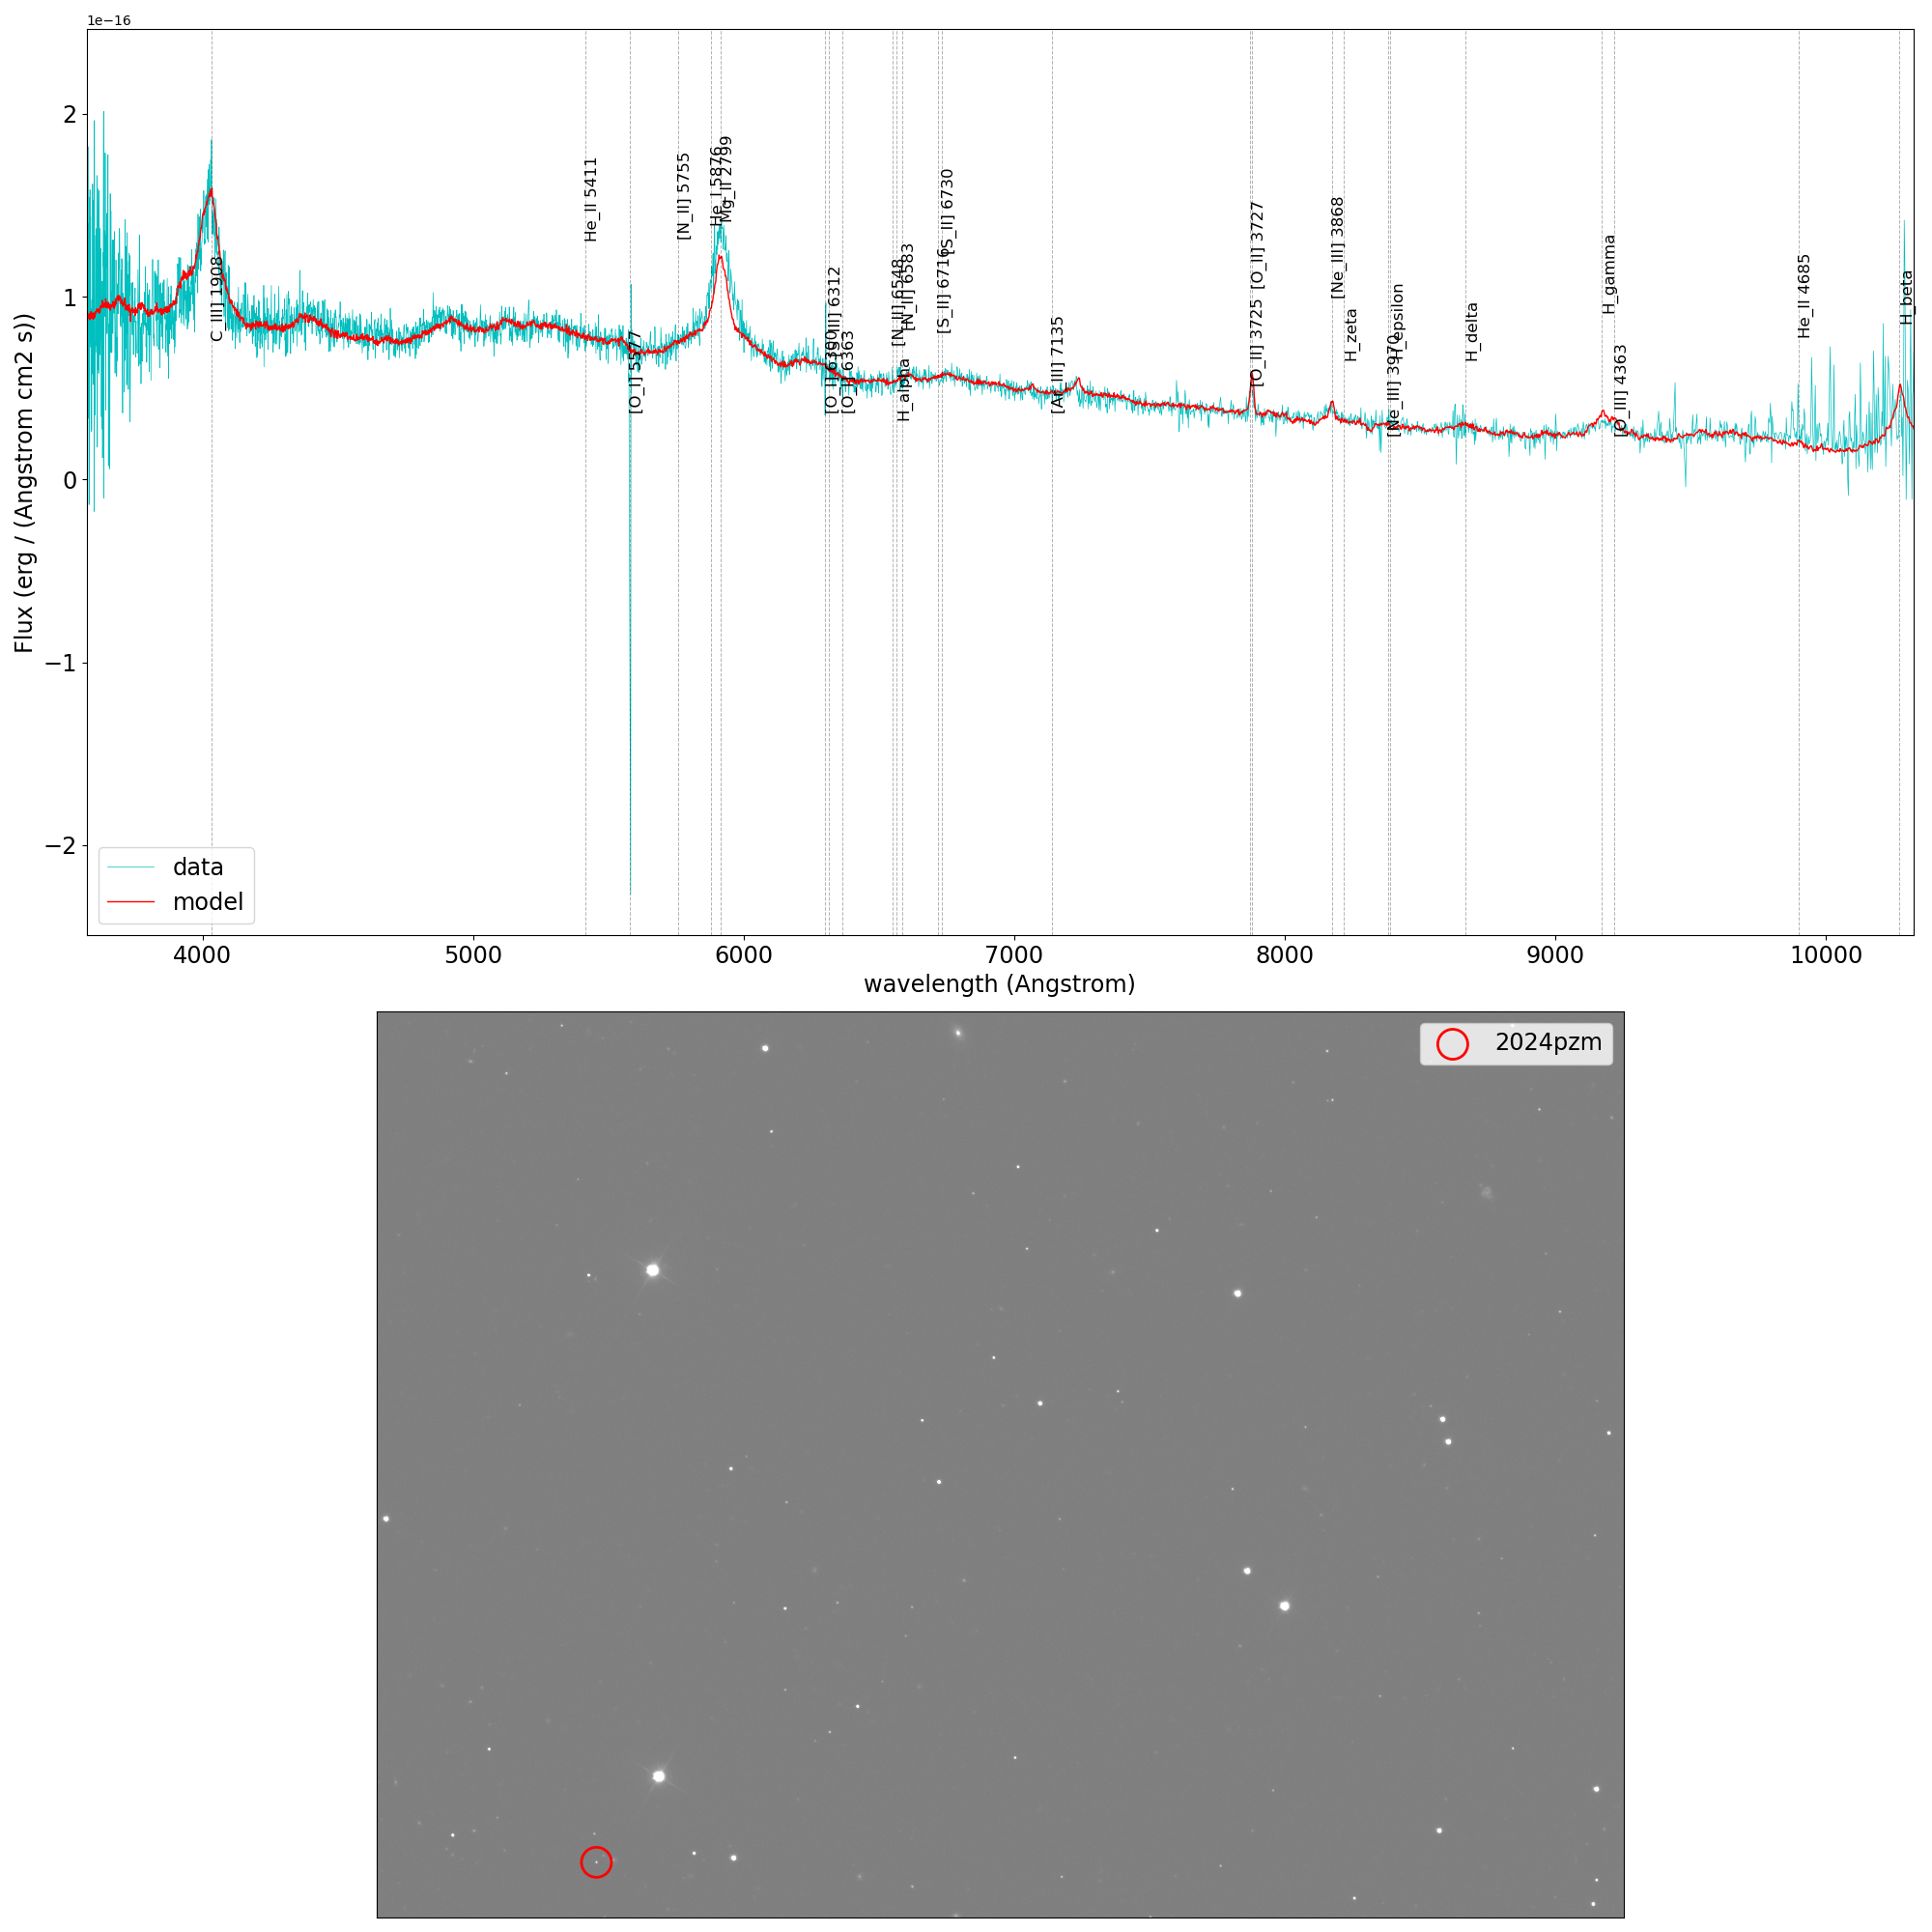 1e−16
Flux (erg / (Angstrom cm2 s))
2
1
0
−1
−2
C_III] 1908
He_II 5411
[O_I] 5577
[N_II] 5755
He_I 5876
Mg_II 2799
[O_I] 6300
[S_III] 6312
[O_I] 6363
[N_II] 6548
H_alpha
[N_II] 6583
[S_II] 6716
[S_II] 6730
[Ar_III] 7135
[O_II] 3725
[O_II] 3727
[Ne_III] 3868
H_zeta
[Ne_III] 3970
H_epsilon
H_delta
H_gamma
[O_III] 4363
He_II 4685
H_beta
data
model
4000 5000 6000 7000 8000 9000 10000
wavelength (Angstrom)
2024pzm